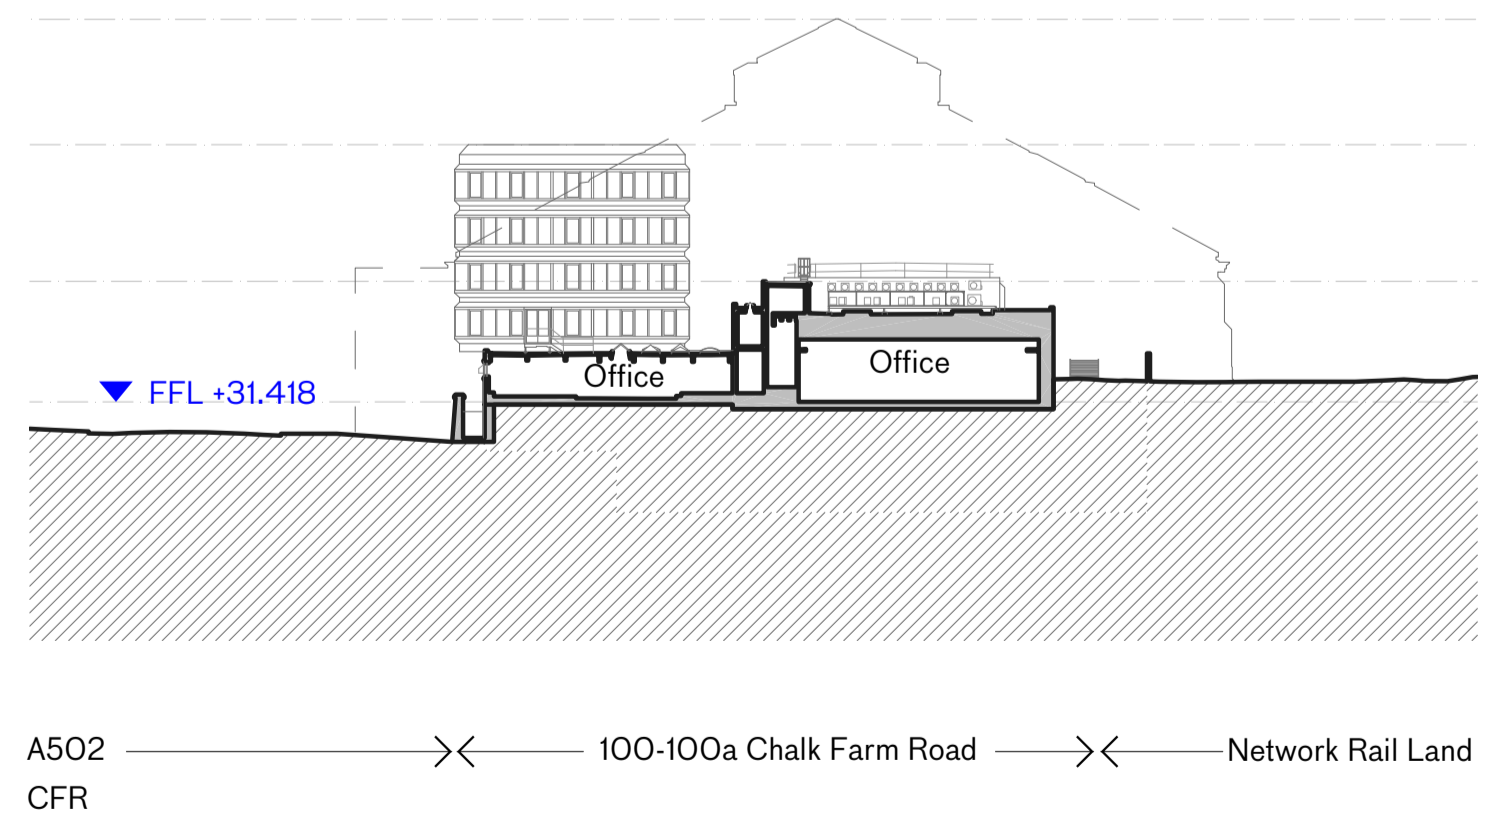 Office
Office
FFL +31.418
A502
100-100a Chalk Farm Road
Network Rail Land
CFR